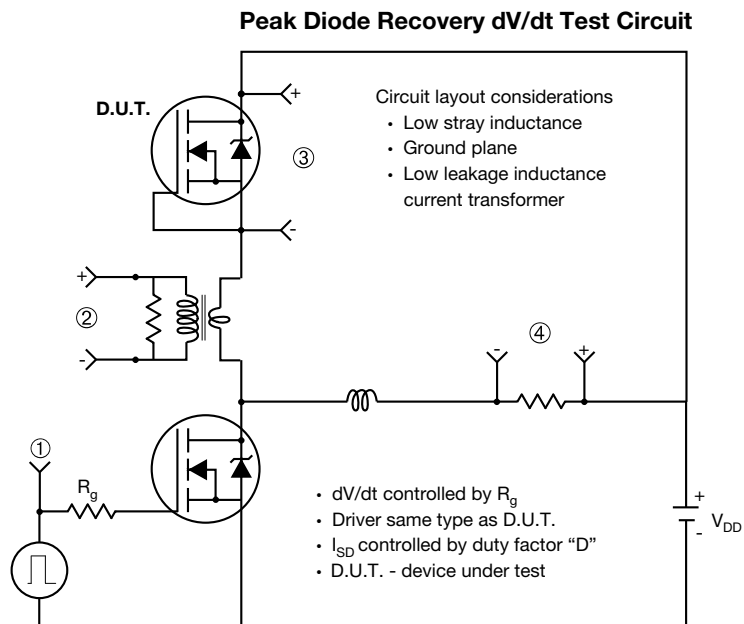 Peak Diode Recovery dV/dt Test Circuit
D.U.T.
+
Circuit layout considerations
• Low stray inductance
③
• Ground plane
• Low leakage inductance
current transformer
-
+
②
-
④
-
+
①
Rg
• dV/dt controlled by Rg
• Driver same type as D.U.T.
• ISD controlled by duty factor “D”
• D.U.T. - device under test
+
VDD
-